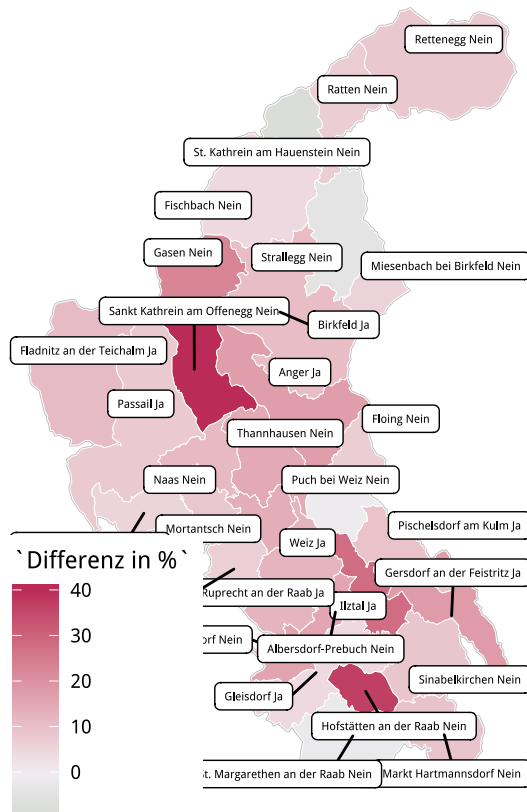 Rettenegg Nein
Ratten Nein
St. Kathrein am Hauenstein Nein
Fischbach Nein
Gasen Nein
Strallegg Nein
Miesenbach bei Birkfeld Nein
Sankt Kathrein am Offenegg Nein
Birkfeld Ja
Fladnitz an der Teichalm Ja
Anger Ja
Passail Ja
Floing Nein
Thannhausen Nein
Naas Nein
Puch bei Weiz Nein
Mortantsch Nein
Pischelsdorf am Kulm Ja
Weiz Ja
`Differenz in %`
Gersdorf an der Feistritz Ja
40
Ruprecht an der Raab Ja
Ilztal Ja
30
orf Nein
Albersdorf-Prebuch Nein
20
Sinabelkirchen Nein
Gleisdorf Ja
10
Hofstätten an der Raab Nein
0
St. Margarethen an der Raab Nein
Markt Hartmannsdorf Nein